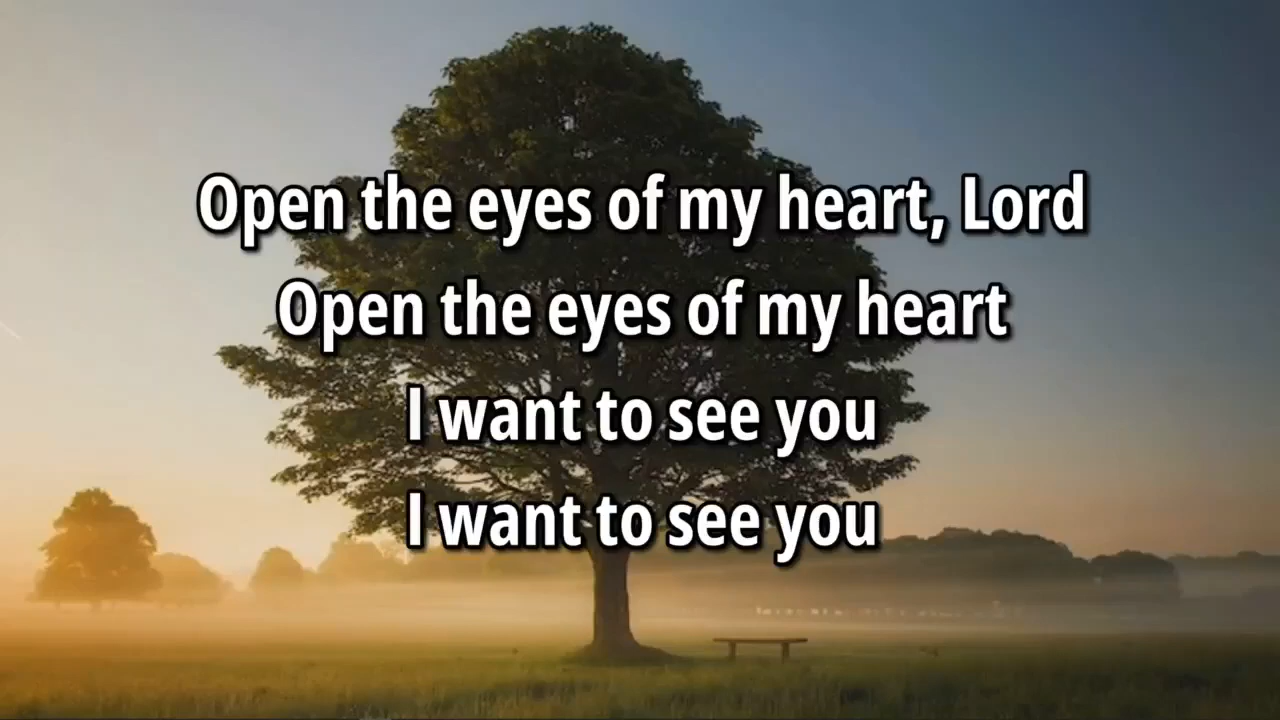 Open the eyes of my heart, Lord
Open the eyes of my heart
I want to see you
I want to see you